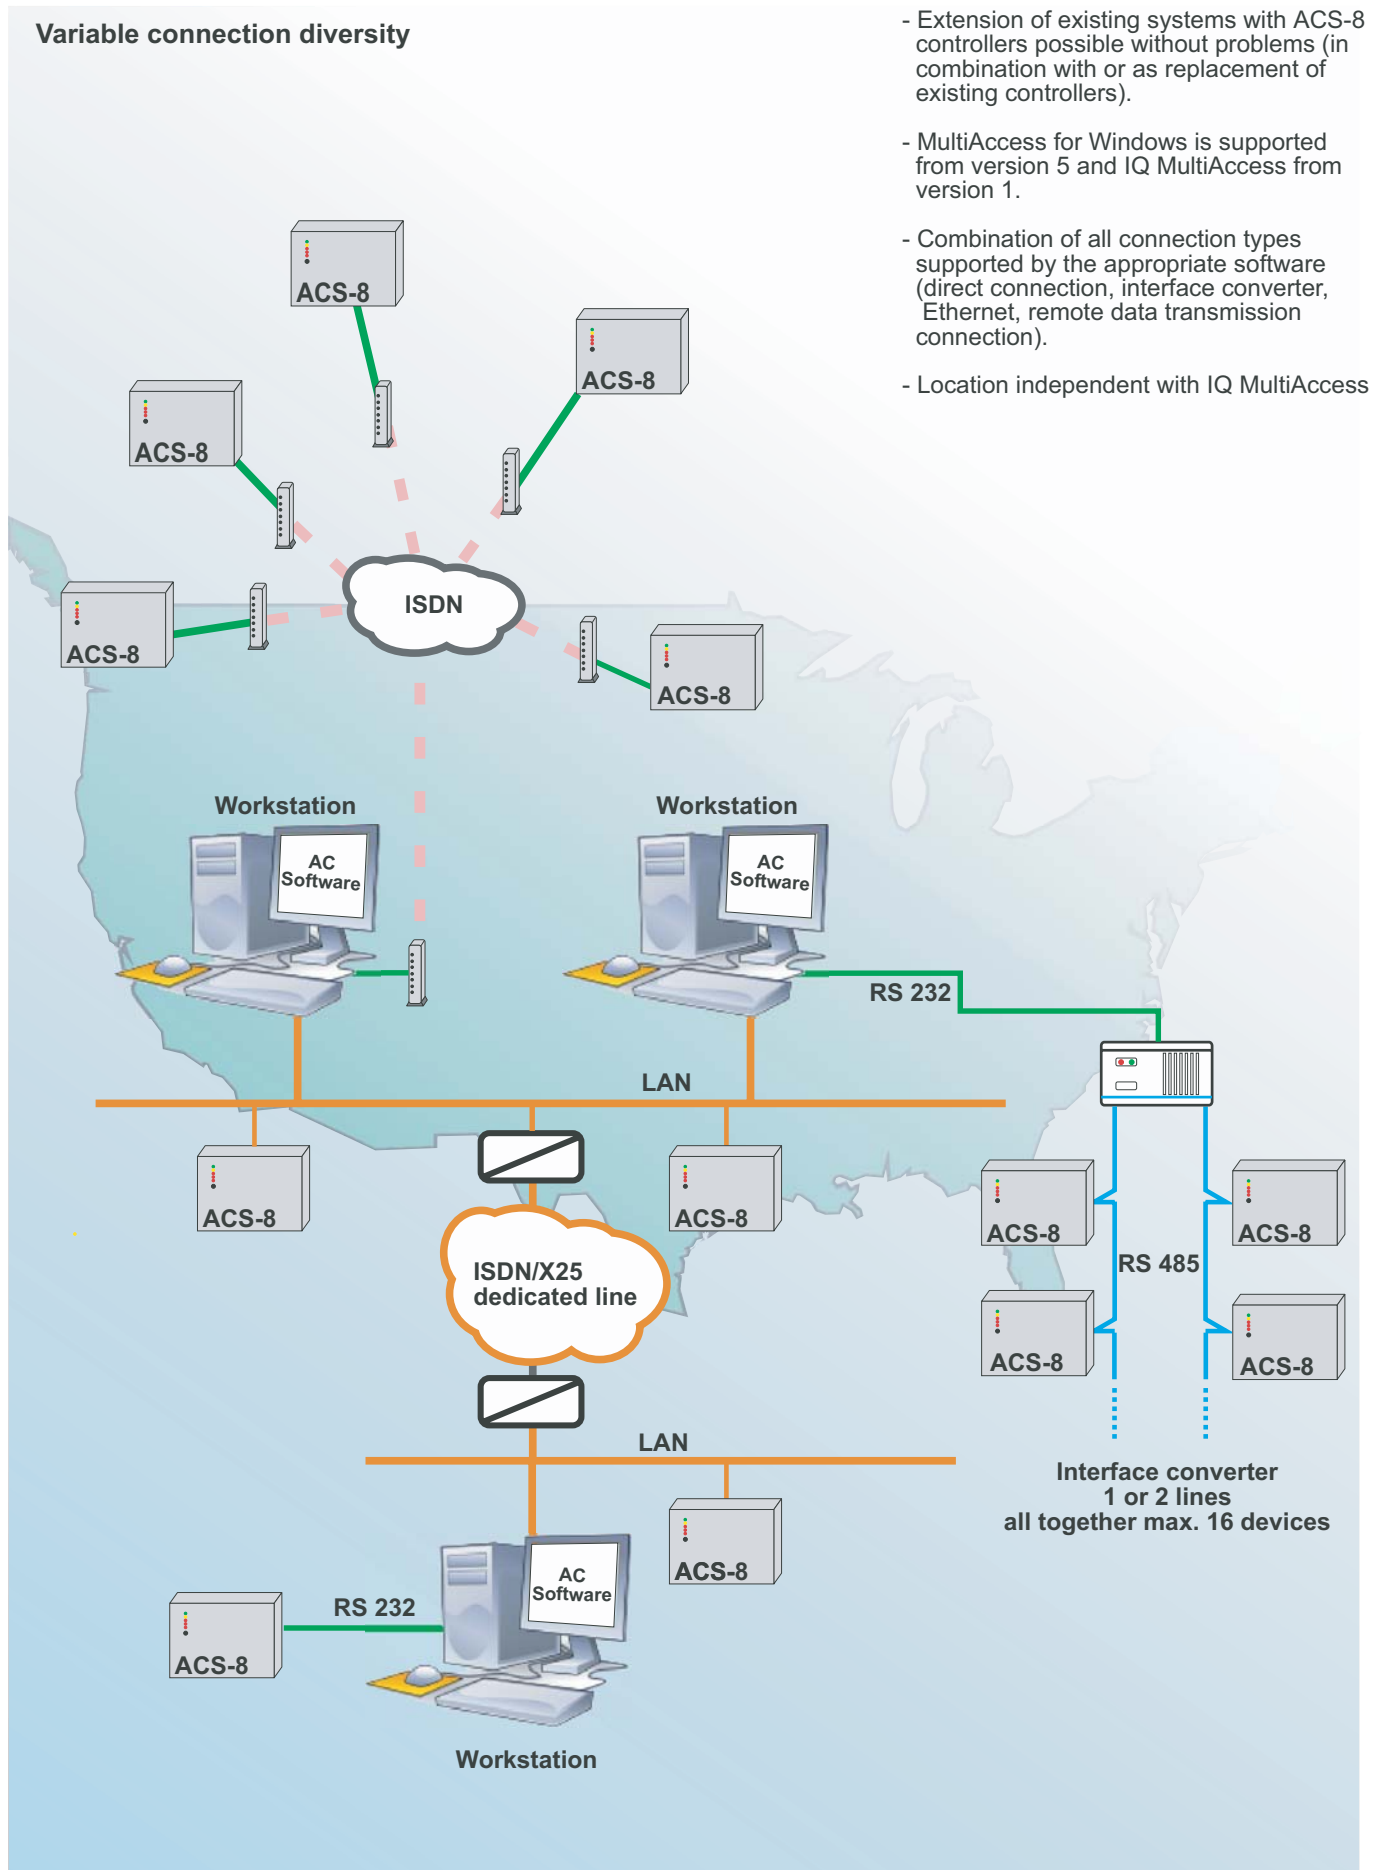 Variable connection diversity
- Extension of existing systems with ACS-8
controllers possible without problems (in
combination with or as replacement of
existing controllers).
- MultiAccess for Windows is supported
from version 5 and IQ MultiAccess from
version 1.
- Combination of all connection types
supported by the appropriate software
(direct connection, interface converter,
Ethernet, remote data transmission
connection).
- Location independent with IQ MultiAccess
ACS-8
ACS-8
ACS-8
ISDN
ACS-8
ACS-8
Workstation
Workstation
AC
Software
AC
Software
RS 232
LAN
ACS-8
ACS-8
ACS-8
ACS-8
ISDN/X25
dedicated line
RS 485
ACS-8
ACS-8
LAN
Interface converter
1 or 2 lines
all together max. 16 devices
ACS-8
AC
Software
RS 232
ACS-8
Workstation